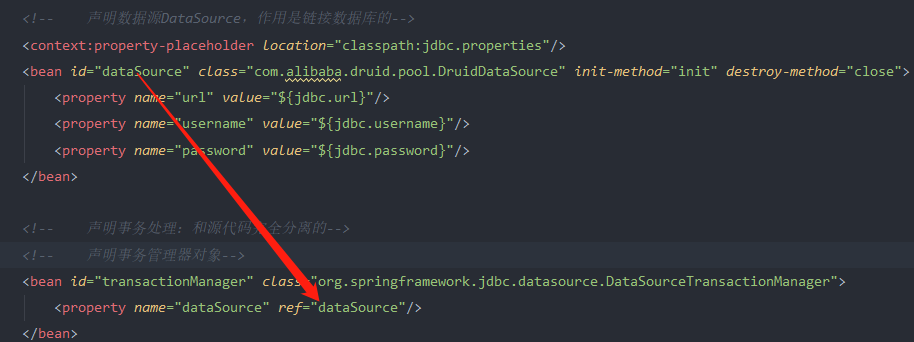 <!-- 声明数据源DataSource，作用是链接数据库的-->
<context:property-placeholder location="classpath:jdbc.properties"/>
<bean id="dataSource" class="com.alibaba.druid.pool.DruidDataSource" init-method="init" destroy-method="close">
<property name="url" value="${jdbc.url}"/>
<property name="username" value="${jdbc.username}"/>
<property name="password" value="${jdbc.password}"/>
</bean>
<!-- 声明事务处理：和源代码完全分离的-->
<!-- 声明事务管理器对象-->
<bean id="transactionManager" class="org.springframework.jdbc.datasource.DataSourceTransactionManager">
<property name="dataSource" ref="dataSource"/>
</bean>